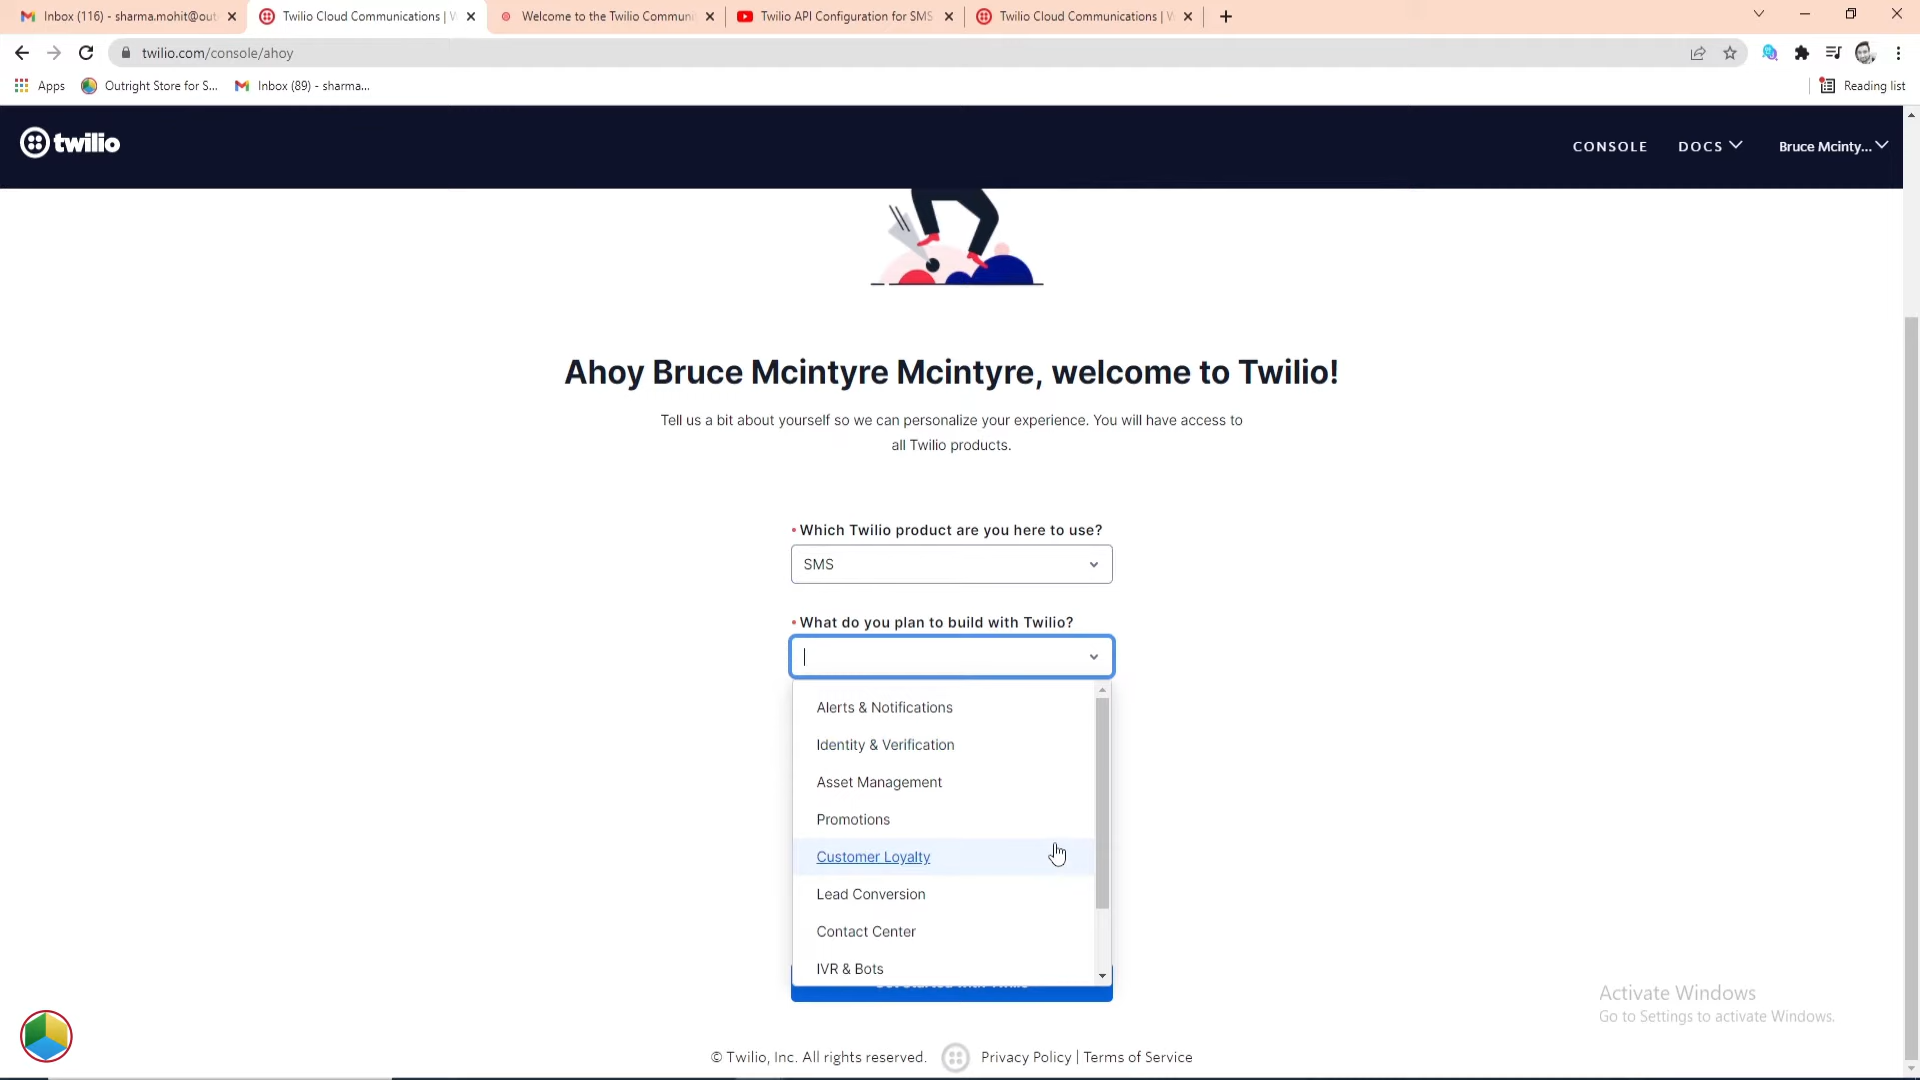 Inbox (116) - sharma.mohit@out
Twilio Cloud Communications | W
Welcome to the Twilio Commun
Twilio API Configuration for SMS
Twilio Cloud Communications | W
twilio.com/console/ahoy
Apps
Outright Store for S...
Inbox (89) - sharma...
Reading list
twilio
CONSOLE
DOCS
Bruce Mcinty...
Ahoy Bruce Mcintyre Mcintyre, welcome to Twilio!
Tell us a bit about yourself so we can personalize your experience. You will have access to
all Twilio products.
• Which Twilio product are you here to use?
SMS
• What do you plan to build with Twilio?
Alerts & Notifications
Identity & Verification
Asset Management
Promotions
Customer Loyalty
Lead Conversion
Contact Center
IVR & Bots
Activate Windows
Go to Settings to activate Windows.
© Twilio, Inc. All rights reserved.
Privacy Policy | Terms of Service